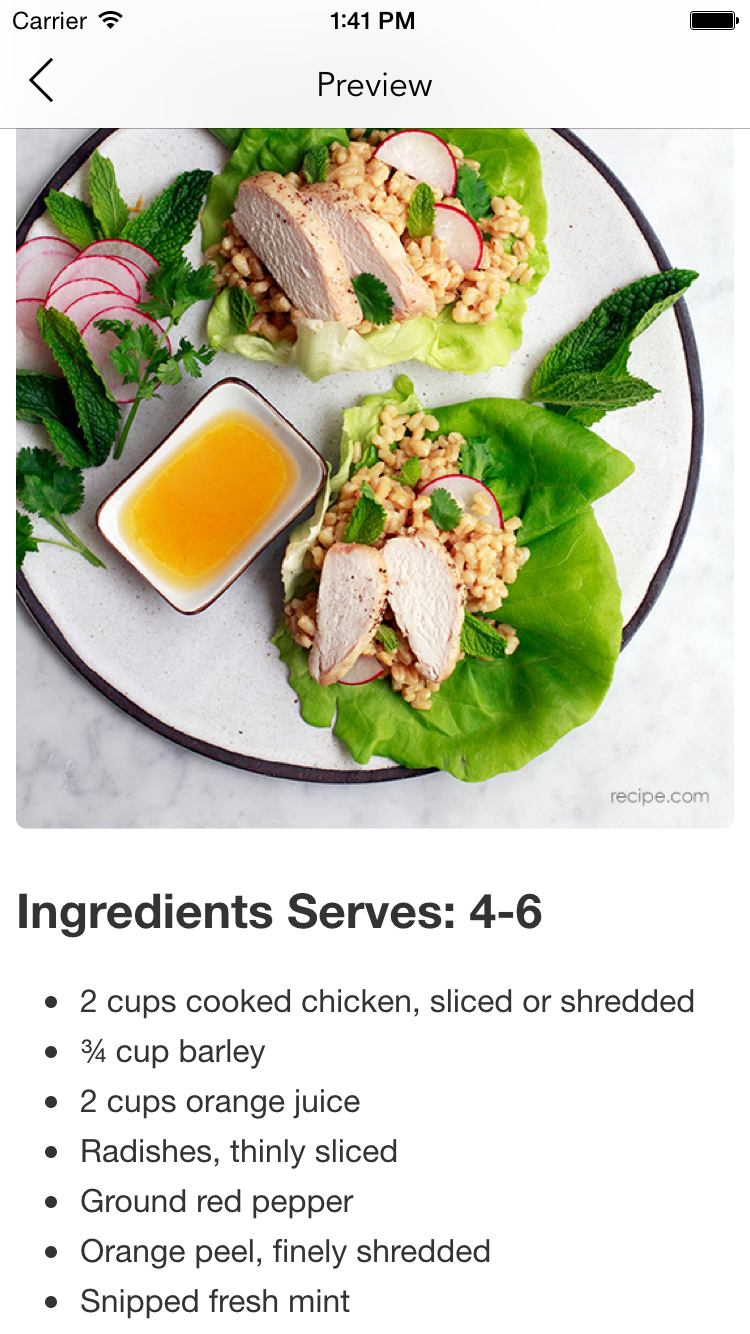 Carrier 1:41 PM
Preview
recipe.com
Ingredients Serves: 4-6
• 2 cups cooked chicken, sliced or shredded
• ¾ cup barley
• 2 cups orange juice
• Radishes, thinly sliced
• Ground red pepper
• Orange peel, finely shredded
• Snipped fresh mint